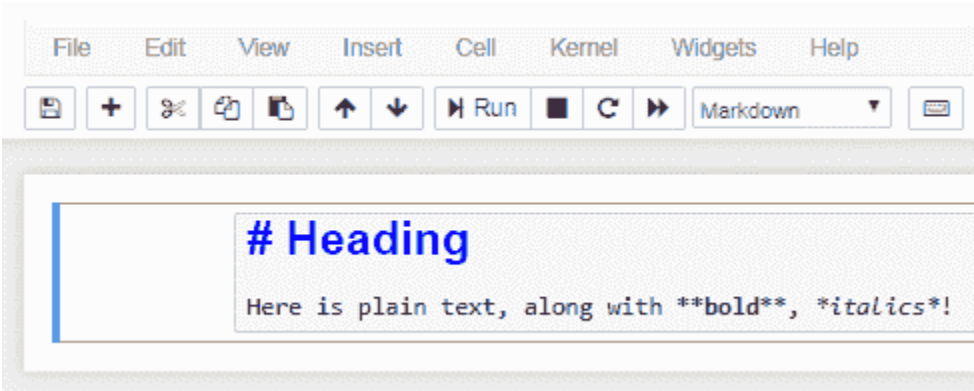 File Edit View Insert Cell Kernel Widgets Help
Run Markdown
# Heading
Here is plain text, along with **bold**, *italics*!